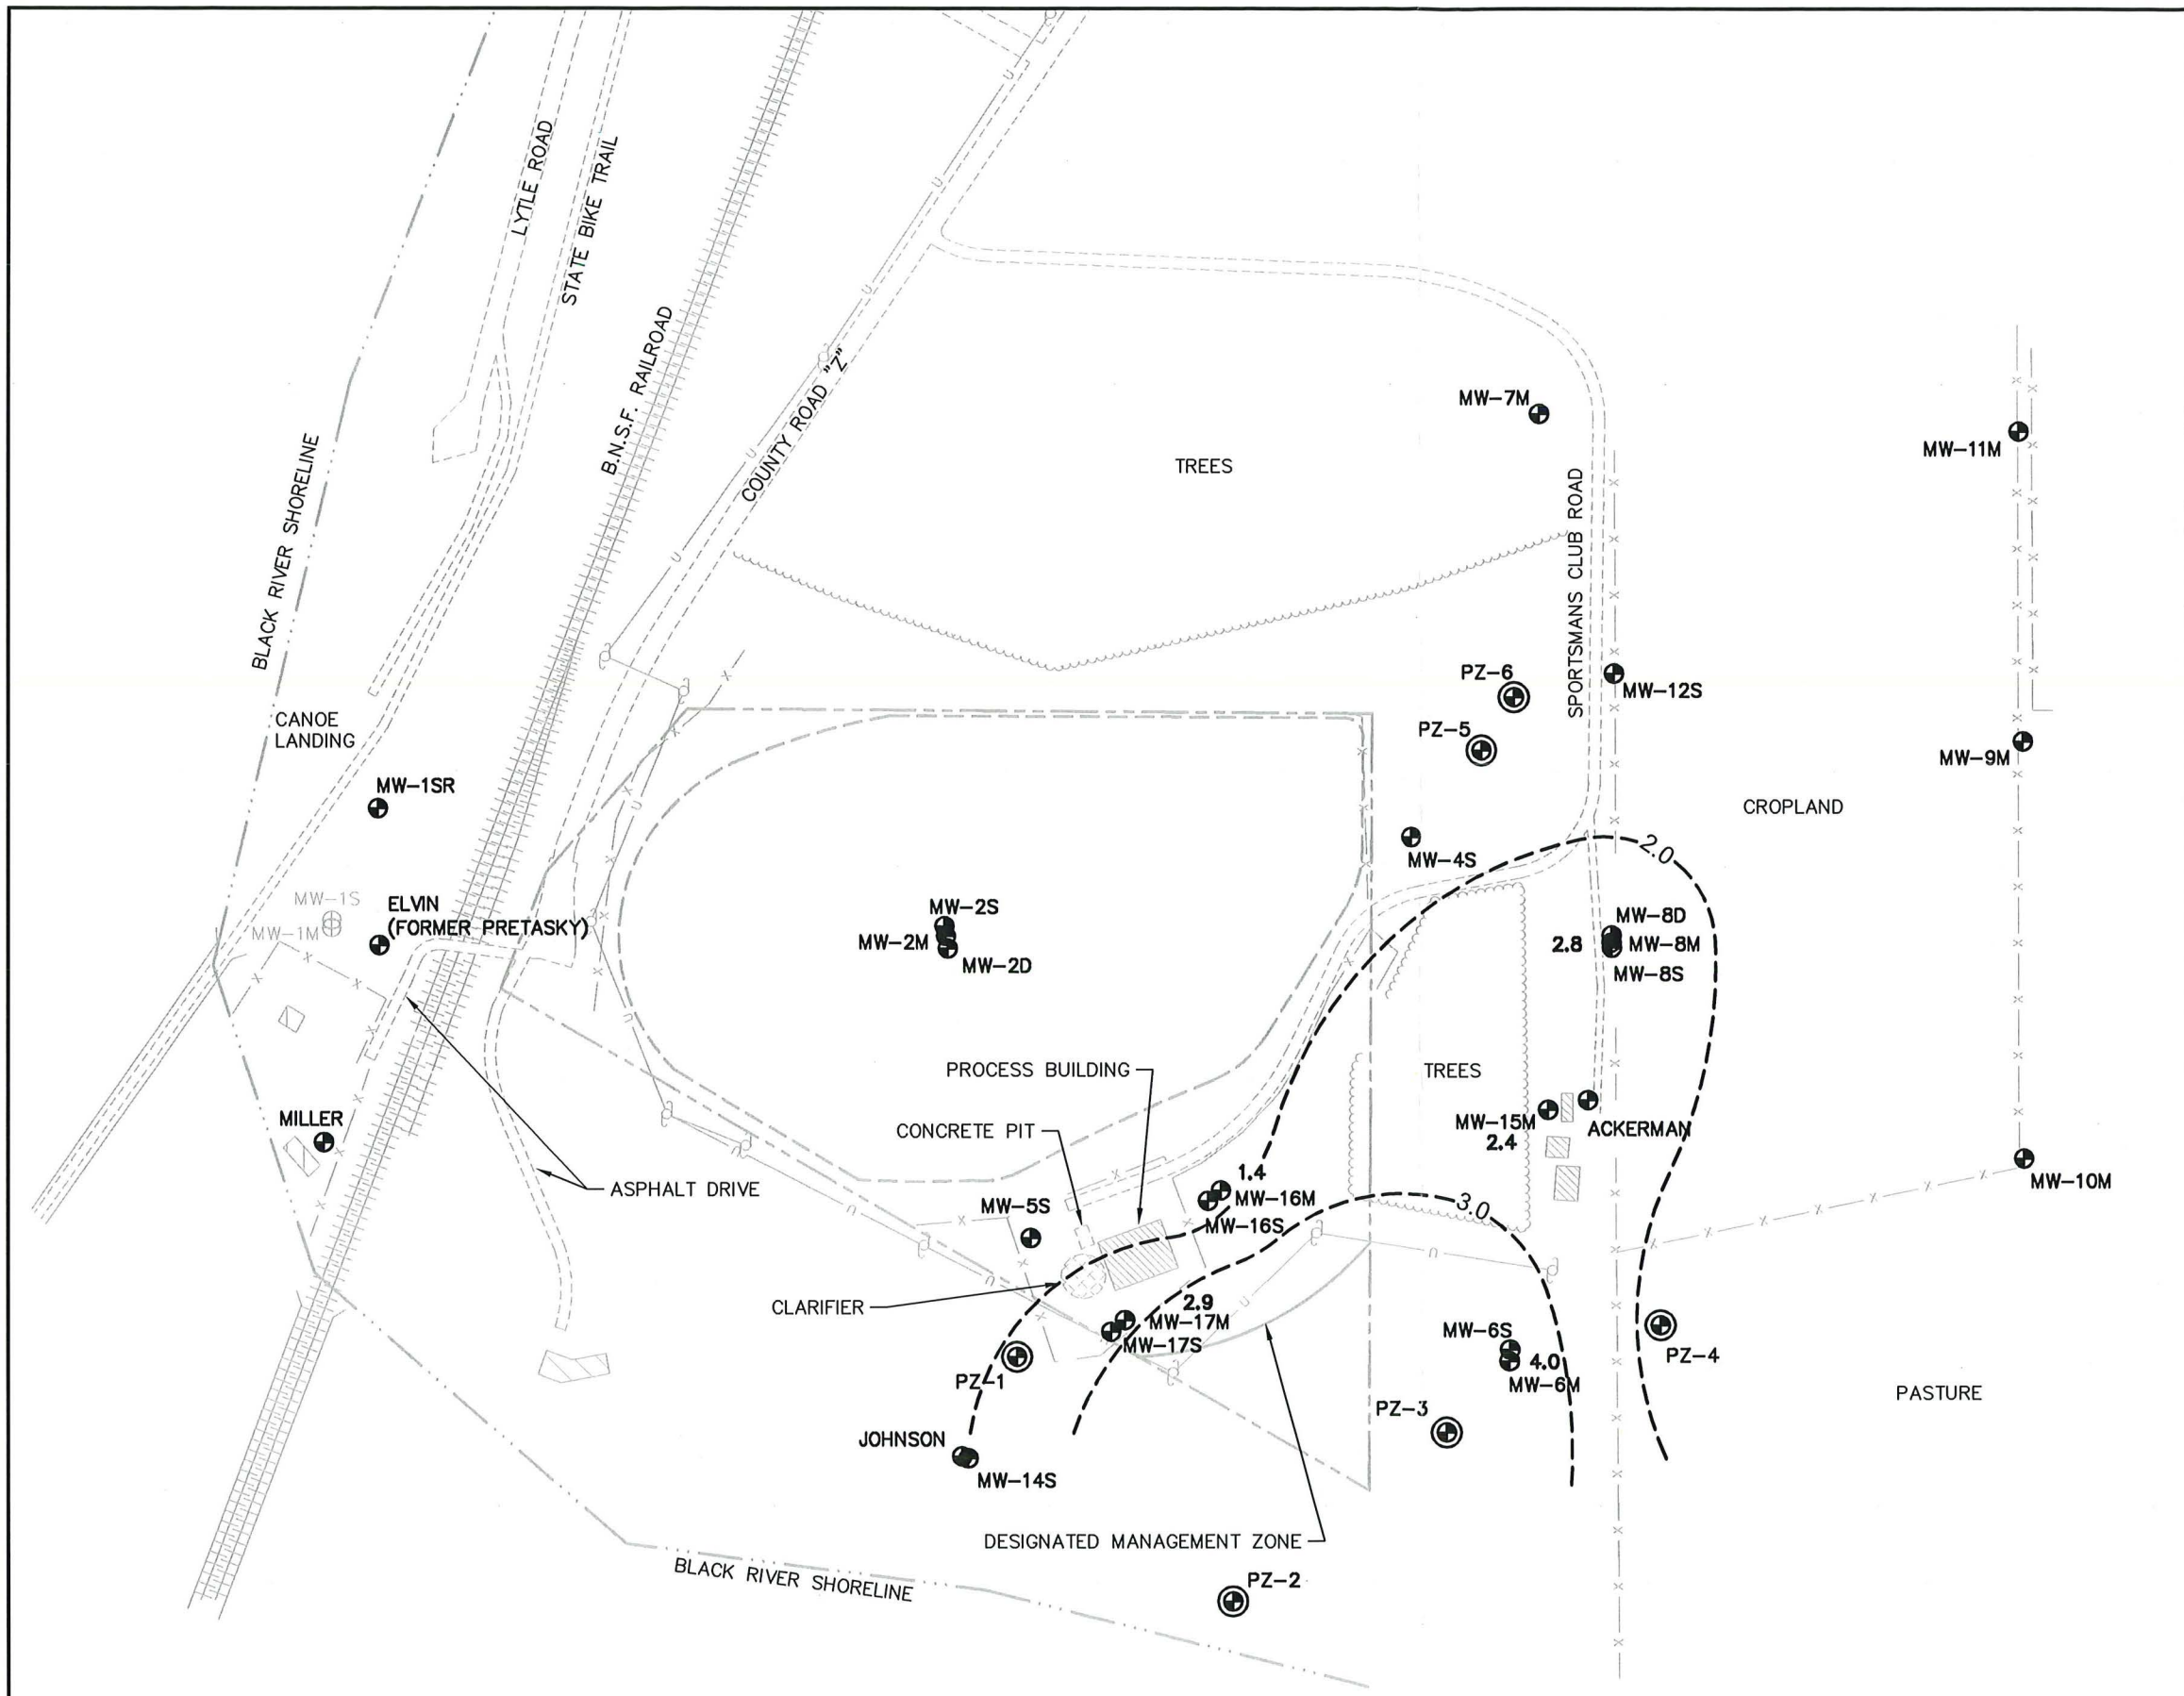 LYTLE ROAD
STATE BIKE TRAIL
B.N.S.F. RAILROAD
COUNTY ROAD "Z"
BLACK RIVER SHORELINE
TREES
MW-7M
MW-11M
SPORTSMANS CLUB ROAD
PZ-6
MW-12S
PZ-5
CANOE
LANDING
MW-9M
MW-1SR
CROPLAND
MW-4S
2.0
MW-1S
ELVIN
(FORMER PRETASKY)
MW-1M
MW-2S
MW-2M
MW-2D
MW-8D
2.8
MW-8M
MW-8S
PROCESS BUILDING
TREES
MILLER
CONCRETE PIT
MW-15M
2.4
ACKERMAN
1.4
MW-16M
MW-16S
MW-10M
ASPHALT DRIVE
MW-5S
3.0
CLARIFIER
2.9
MW-17M
MW-17S
MW-6S
4.0
MW-6M
PZ-4
PZ-1
PASTURE
PZ-3
JOHNSON
MW-14S
DESIGNATED MANAGEMENT ZONE
BLACK RIVER SHORELINE
PZ-2